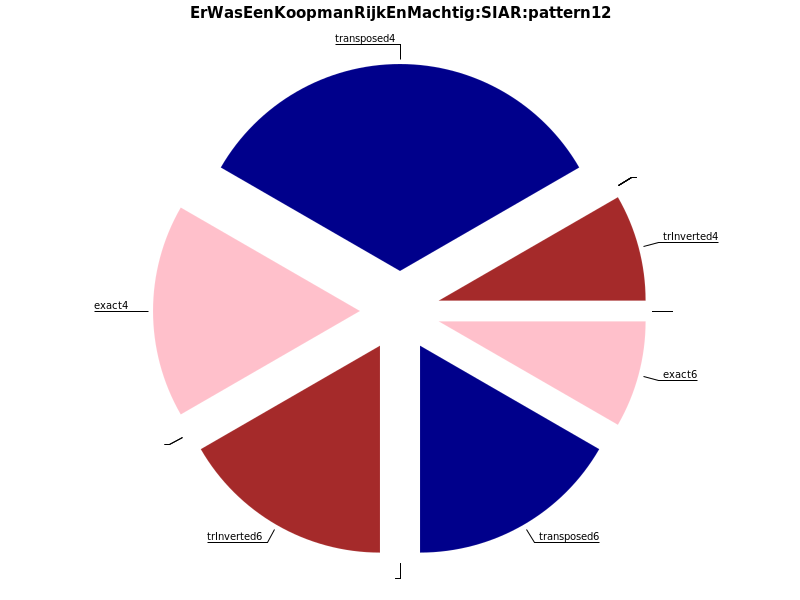 ErWasEenKoopmanRijkEnMachtig:SIAR:pattern12
transposed4
trInverted4
exact4
exact6
trInverted6
transposed6